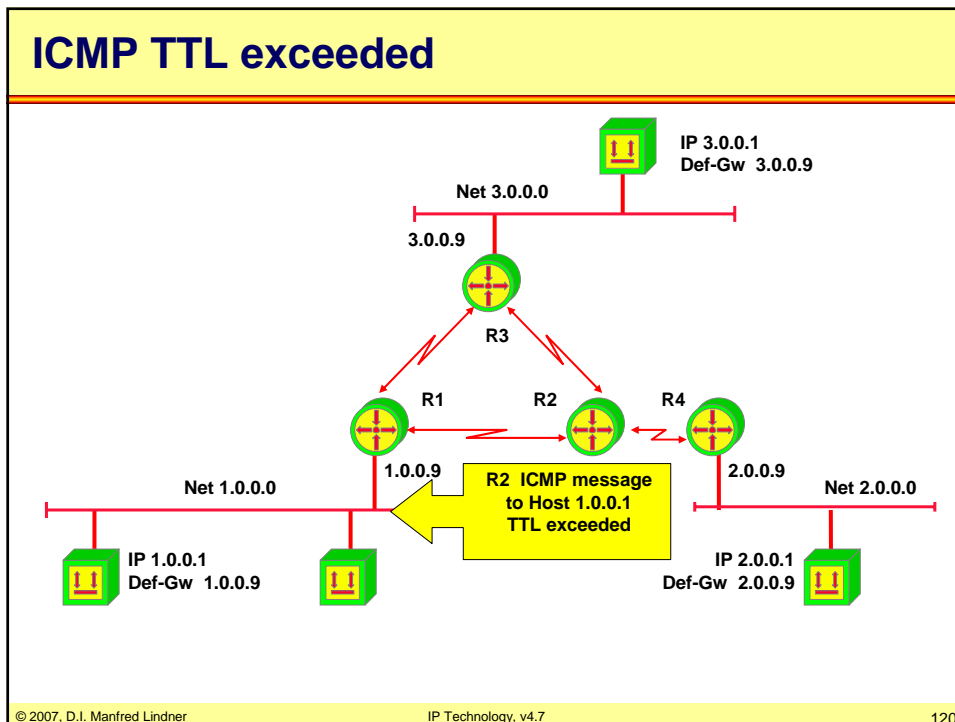 ICMP TTL exceeded
IP 3.0.0.1
Def-Gw 3.0.0.9
Net 3.0.0.0
3.0.0.9
R3
R1
R2
R4
1.0.0.9
R2 ICMP message
to Host 1.0.0.1
TTL exceeded
2.0.0.9
Net 1.0.0.0
Net 2.0.0.0
IP 1.0.0.1
Def-Gw 1.0.0.9
IP 2.0.0.1
Def-Gw 2.0.0.9
© 2007, D.I. Manfred Lindner
IP Technology, v4.7
120